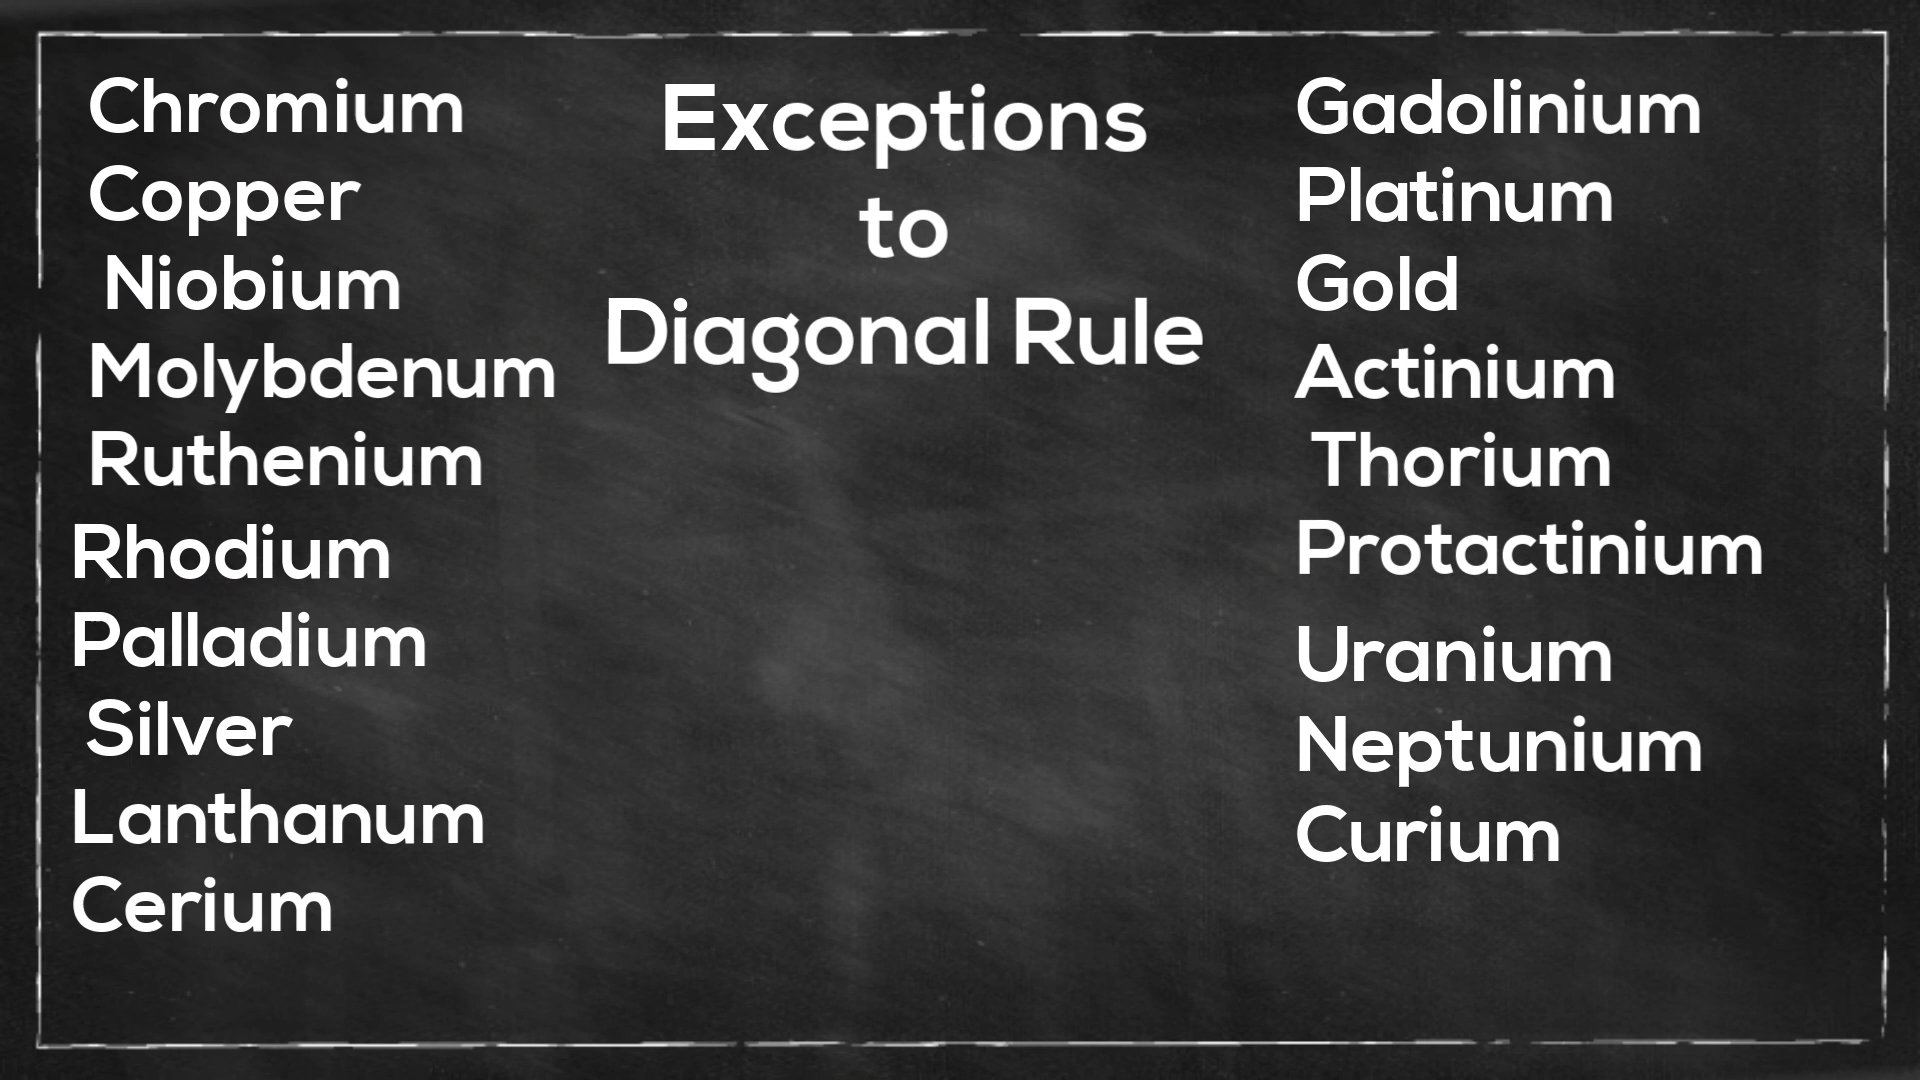 Chromium
Copper
Niobium
Molybdenum
Ruthenium
Rhodium
Palladium
Silver
Lanthanum
Cerium
Exceptions
to
Diagonal Rule
Gadolinium
Platinum
Gold
Actinium
Thorium
Protactinium
Uranium
Neptunium
Curium